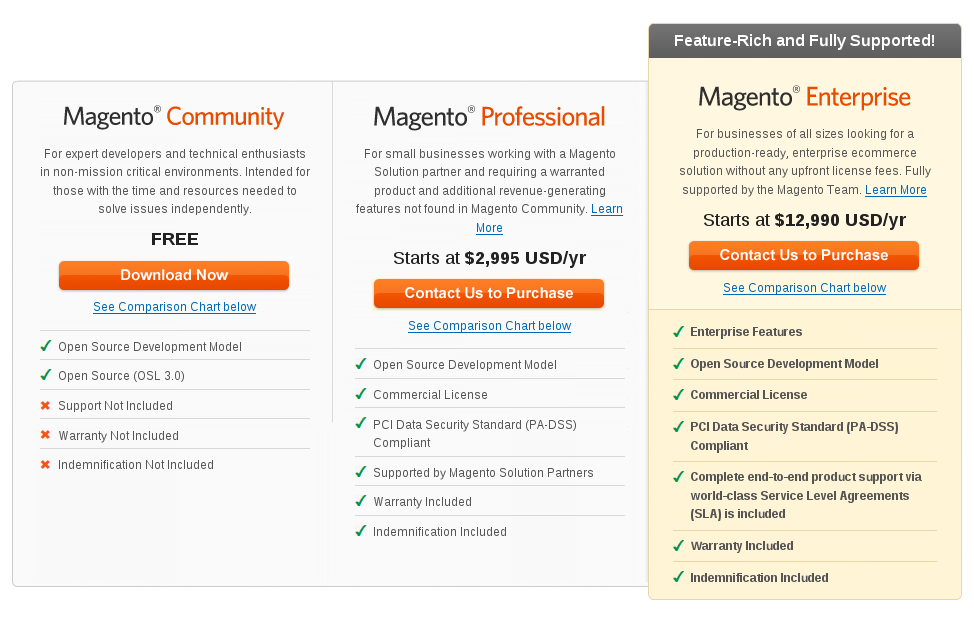 Magento® Community
For expert developers and technical enthusiasts
in non-mission critical environments. Intended for
those with the time and resources needed to
solve issues independently.
FREE
Download Now
See Comparison Chart below
Open Source Development Model
Open Source (OSL 3.0)
Support Not Included
Warranty Not Included
Indemnification Not Included
Magento® Professional
For small businesses working with a Magento
Solution partner and requiring a warranted
product and additional revenue-generating
features not found in Magento Community. Learn
More
Starts at $2,995 USD/yr
Contact Us to Purchase
See Comparison Chart below
Open Source Development Model
Commercial License
PCI Data Security Standard (PA-DSS)
Compliant
Supported by Magento Solution Partners
Warranty Included
Indemnification Included
Feature-Rich and Fully Supported!
Magento® Enterprise
For businesses of all sizes looking for a
production-ready, enterprise ecommerce
solution without any upfront license fees. Fully
supported by the Magento Team. Learn More
Starts at $12,990 USD/yr
Contact Us to Purchase
See Comparison Chart below
Enterprise Features
Open Source Development Model
Commercial License
PCI Data Security Standard (PA-DSS)
Compliant
Complete end-to-end product support via
world-class Service Level Agreements
(SLA) is included
Warranty Included
Indemnification Included